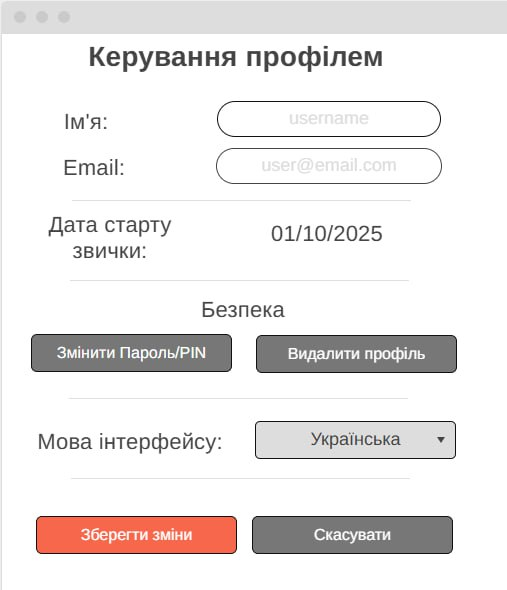 Керування профілем
Ім'я:
username
Email:
user@email.com
Дата старту
звички:
01/10/2025
Безпека
Змінити Пароль/PIN
Видалити профіль
Мова інтерфейсу:
Українська
Зберегти зміни
Скасувати